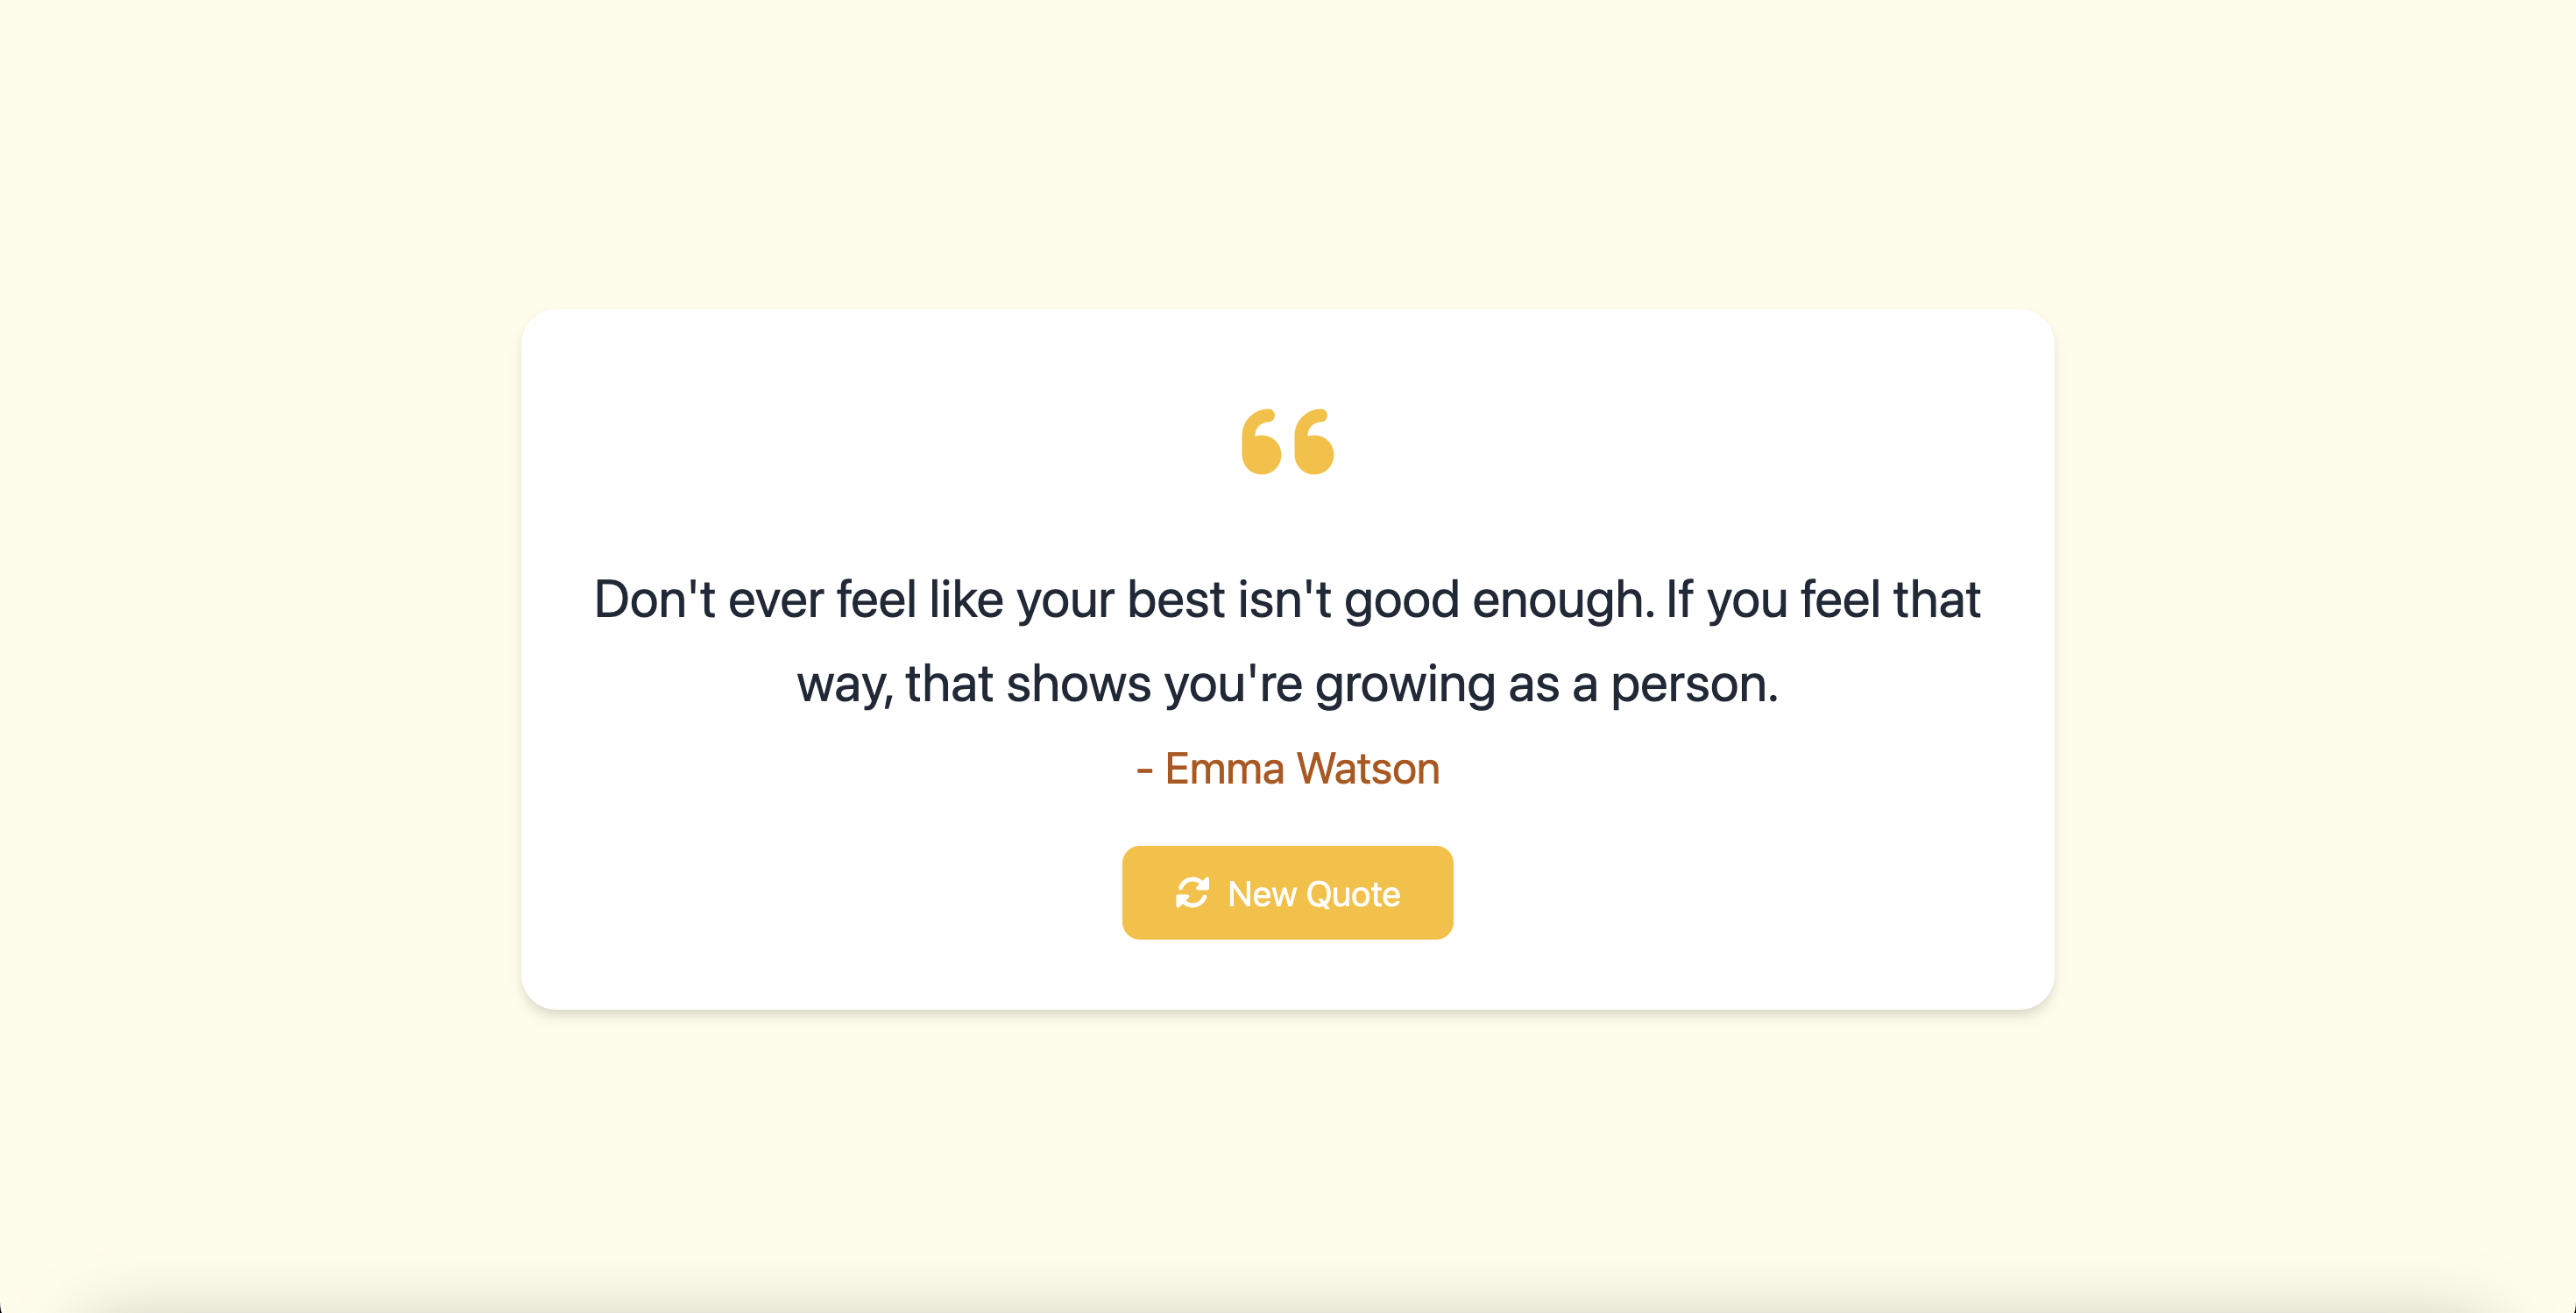 “
Don't ever feel like your best isn't good enough. If you feel that
way, that shows you're growing as a person.
- Emma Watson
New Quote